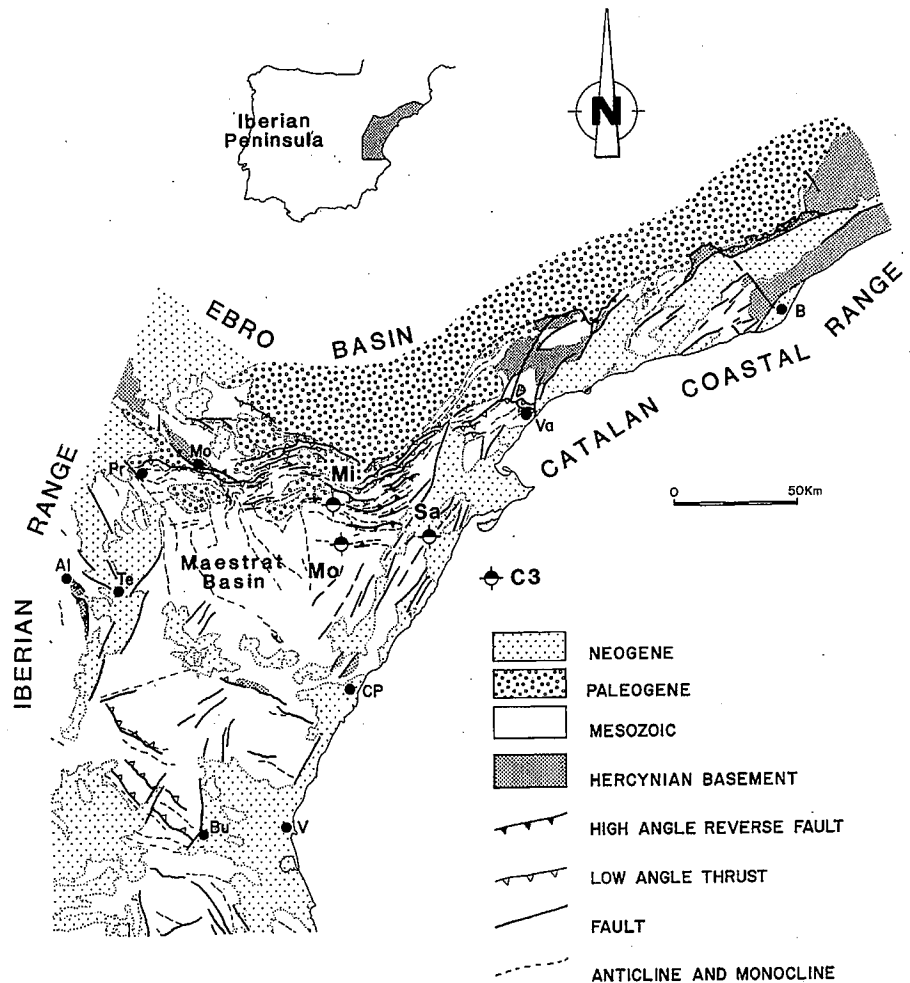 Iberian
Peninsula
N
EBRO BASIN
CATALAN COASTAL RANGE
IBERIAN RANGE
B
Va
Mo
Pr
Mi
Sa
0 50Km
Maestrat
Basin
Mo
Al
Te
C3
CP
Bu
V
NEOGENE
PALEOGENE
MESOZOIC
HERCYNIAN BASEMENT
HIGH ANGLE REVERSE FAULT
LOW ANGLE THRUST
FAULT
ANTICLINE AND MONOCLINE